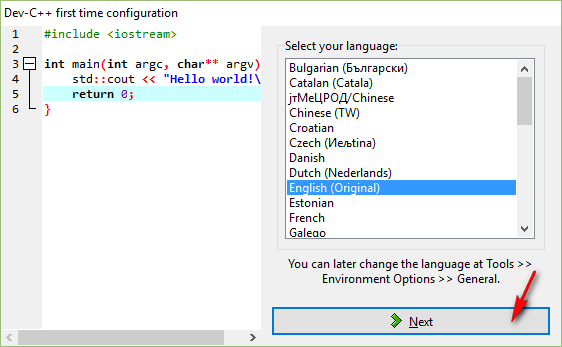 Dev-C++ first time configuration
1 #include <iostream>
2
3 int main(int argc, char** argv)
4 std::cout << "Hello world!\
5 return 0;
6 }
Select your language:
Bulgarian (Български)
Catalan (Catala)
јтМеЦРОД/Chinese
Chinese (TW)
Croatian
Czech (Иељtina)
Danish
Dutch (Nederlands)
English (Original)
Estonian
French
Galego
You can later change the language at Tools >>
Environment Options >> General.
Next